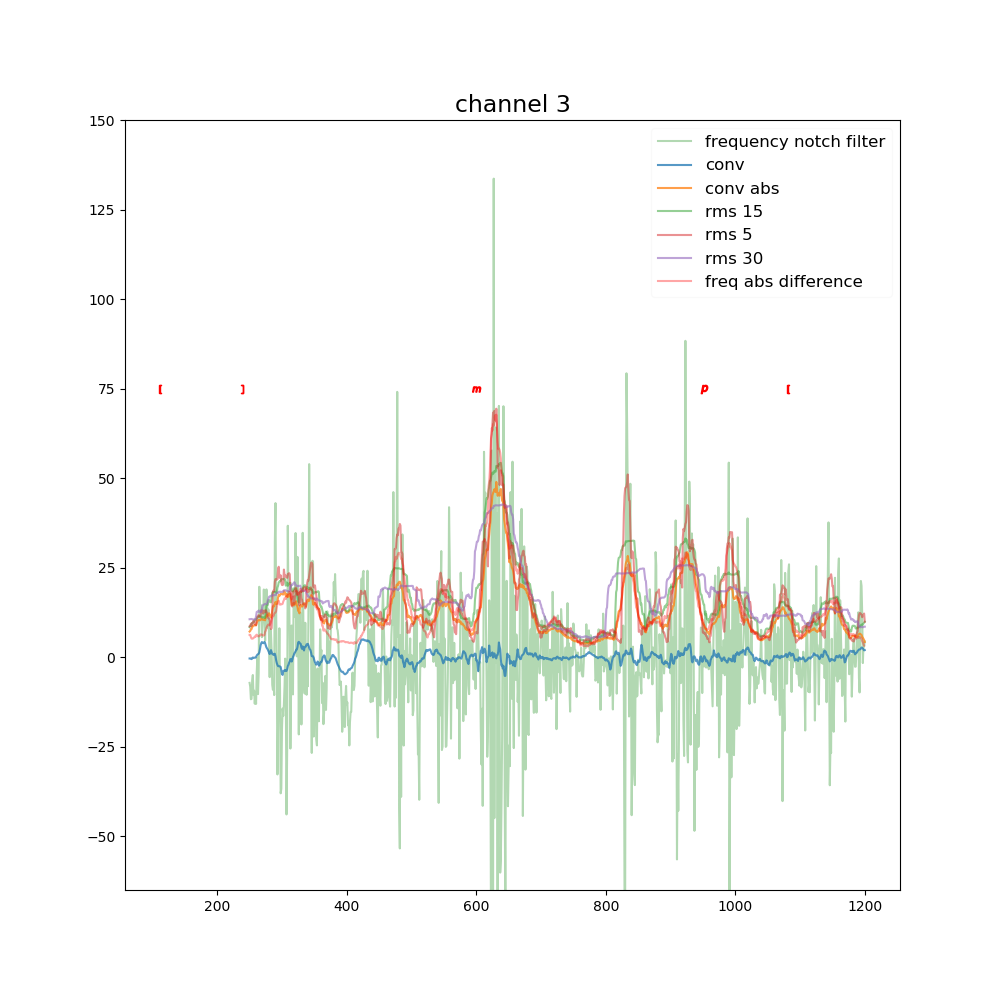 channel 3
150
125
100
75
50
25
0
−25
−50
frequency notch filter
conv
conv abs
rms 15
rms 5
rms 30
freq abs difference
[ ] m p [
200 400 600 800 1000 1200